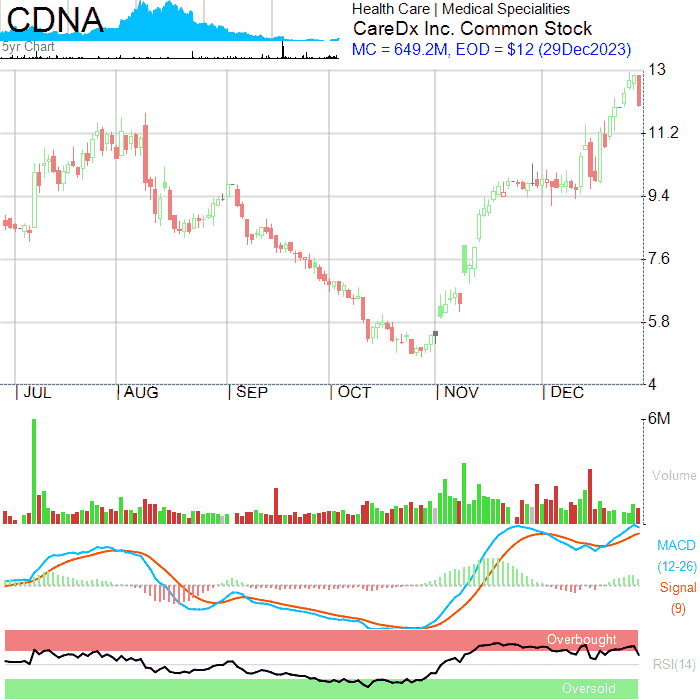 CDNA
5yr Chart
Health Care | Medical Specialities
CareDx Inc. Common Stock
MC = 649.2M, EOD = $12 (29Dec2023)
13
11.2
9.4
7.6
5.8
4
JUL AUG SEP OCT NOV DEC
6M
Volume
MACD
(12-26)
Signal
(9)
Overbought
RSI(14)
Oversold